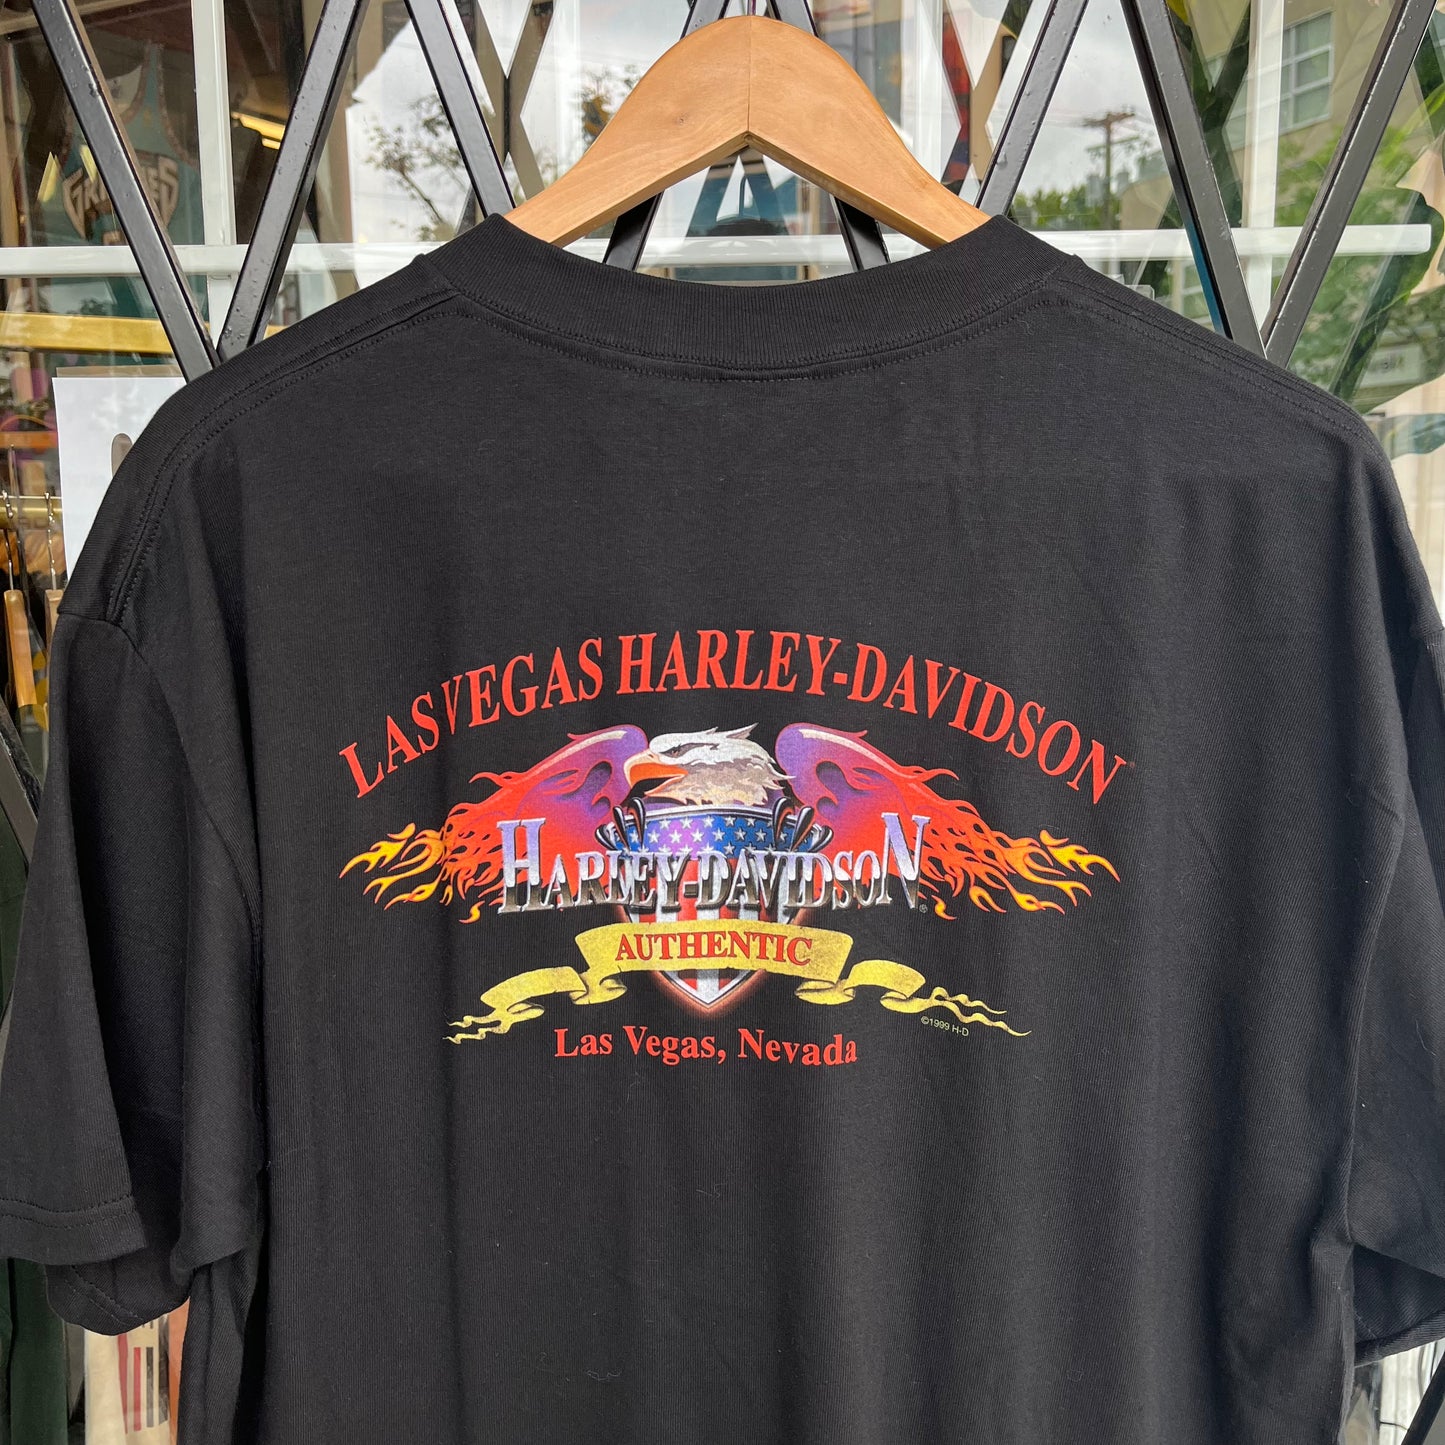 LAS VEGAS HARLEY-DAVIDSON
HARLEY-DAVIDSON
®
AUTHENTIC
©1999 H-D
Las Vegas, Nevada